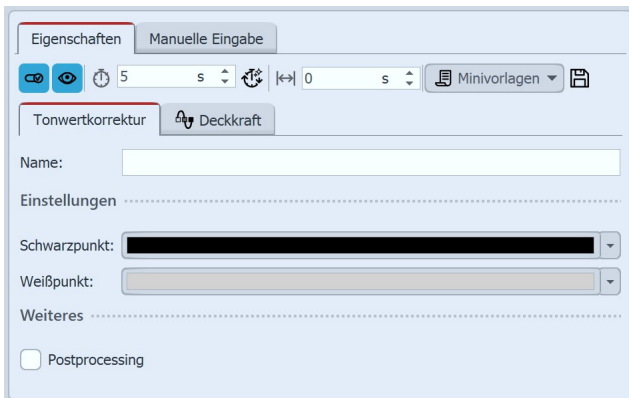 Eigenschaften Manuelle Eingabe
5 s 0 s Minivorlagen
Tonwertkorrektur Deckkraft
Name:
Einstellungen
Schwarzpunkt:
Weißpunkt:
Weiteres
Postprocessing